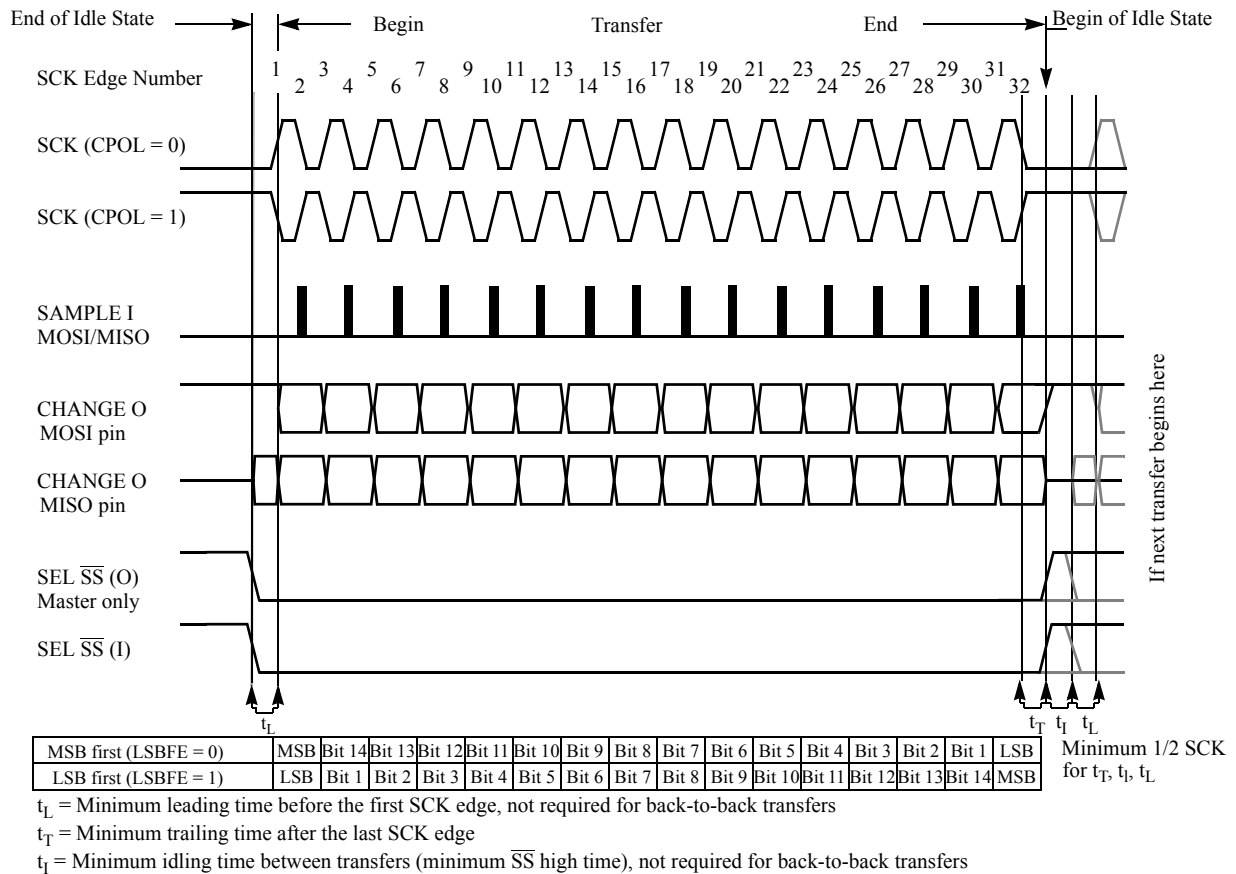 End of Idle State
Begin
Transfer
End
Begin of Idle State
SCK Edge Number
1 3 5 7 9 11 13 15 17 19 21 23 25 27 29 31
2 4 6 8 10 12 14 16 18 20 22 24 26 28 30 32
SCK (CPOL = 0)
SCK (CPOL = 1)
SAMPLE I
MOSI/MISO
CHANGE O
MOSI pin
CHANGE O
MISO pin
SEL S̅S̅ (O)
Master only
SEL S̅S̅ (I)
If next transfer begins here
tL
tT tI tL
MSB first (LSBFE = 0) MSB Bit 14 Bit 13 Bit 12 Bit 11 Bit 10 Bit 9 Bit 8 Bit 7 Bit 6 Bit 5 Bit 4 Bit 3 Bit 2 Bit 1 LSB
LSB first (LSBFE = 1) LSB Bit 1 Bit 2 Bit 3 Bit 4 Bit 5 Bit 6 Bit 7 Bit 8 Bit 9 Bit 10 Bit 11 Bit 12 Bit 13 Bit 14 MSB
Minimum 1/2 SCK
for tT, tl, tL
tL = Minimum leading time before the first SCK edge, not required for back-to-back transfers
tT = Minimum trailing time after the last SCK edge
tI = Minimum idling time between transfers (minimum S̅S̅ high time), not required for back-to-back transfers